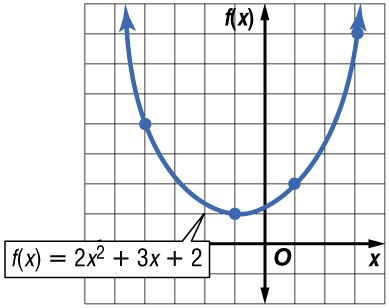 f(x)
f(x) = 2x² + 3x + 2
O
x